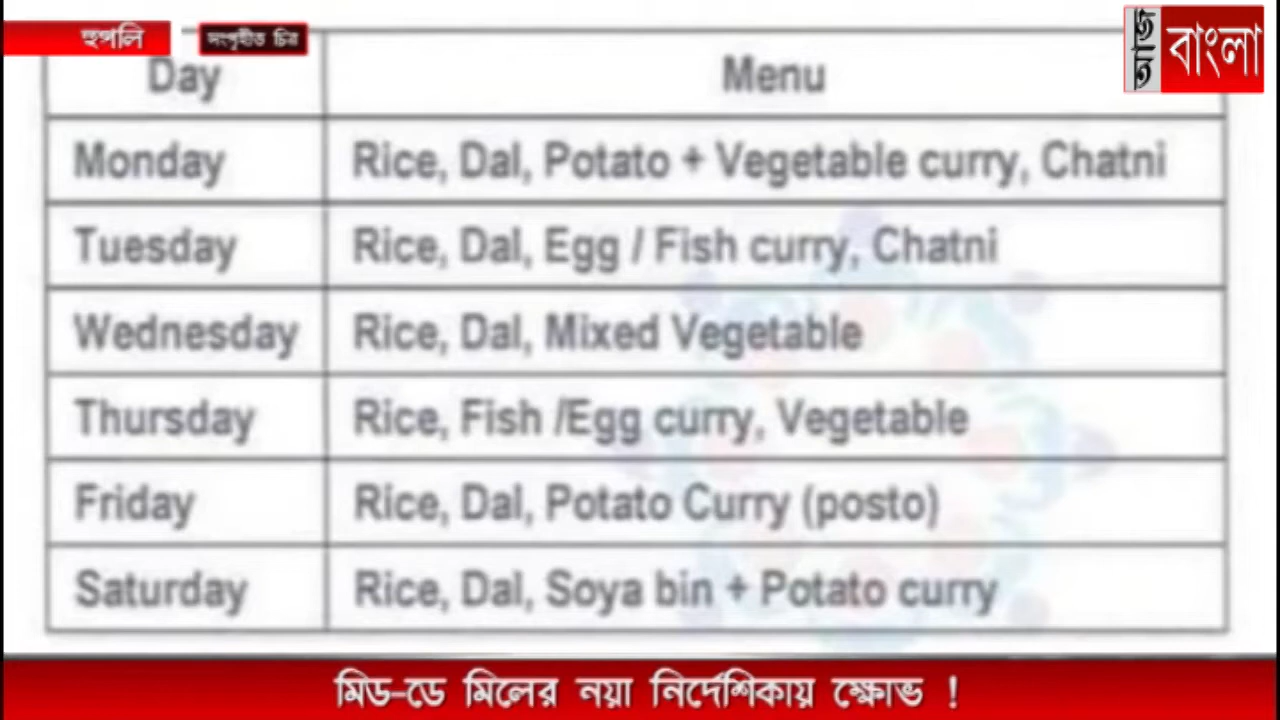 হুগলি
সংগৃহীত চিত্র
আজ বাংলা
Day Menu
Monday Rice, Dal, Potato + Vegetable curry, Chatni
Tuesday Rice, Dal, Egg / Fish curry, Chatni
Wednesday Rice, Dal, Mixed Vegetable
Thursday Rice, Fish /Egg curry, Vegetable
Friday Rice, Dal, Potato Curry (posto)
Saturday Rice, Dal, Soya bin + Potato curry
মিড-ডে মিলের নয়া নির্দেশিকায় ক্ষোভ !